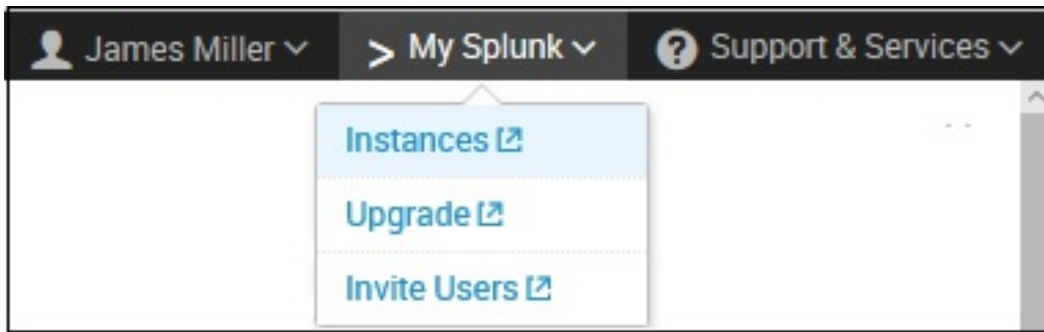 James Miller > My Splunk ? Support & Services
Instances
Upgrade
Invite Users